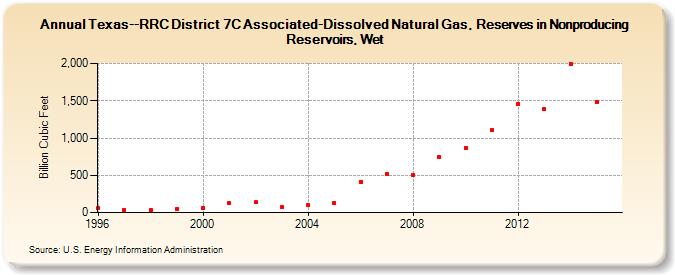 Annual Texas--RRC District 7C Associated-Dissolved Natural Gas, Reserves in Nonproducing
Reservoirs, Wet
Billion Cubic Feet
2,000
1,500
1,000
500
0
1996
2000
2004
2008
2012
Source: U.S. Energy Information Administration